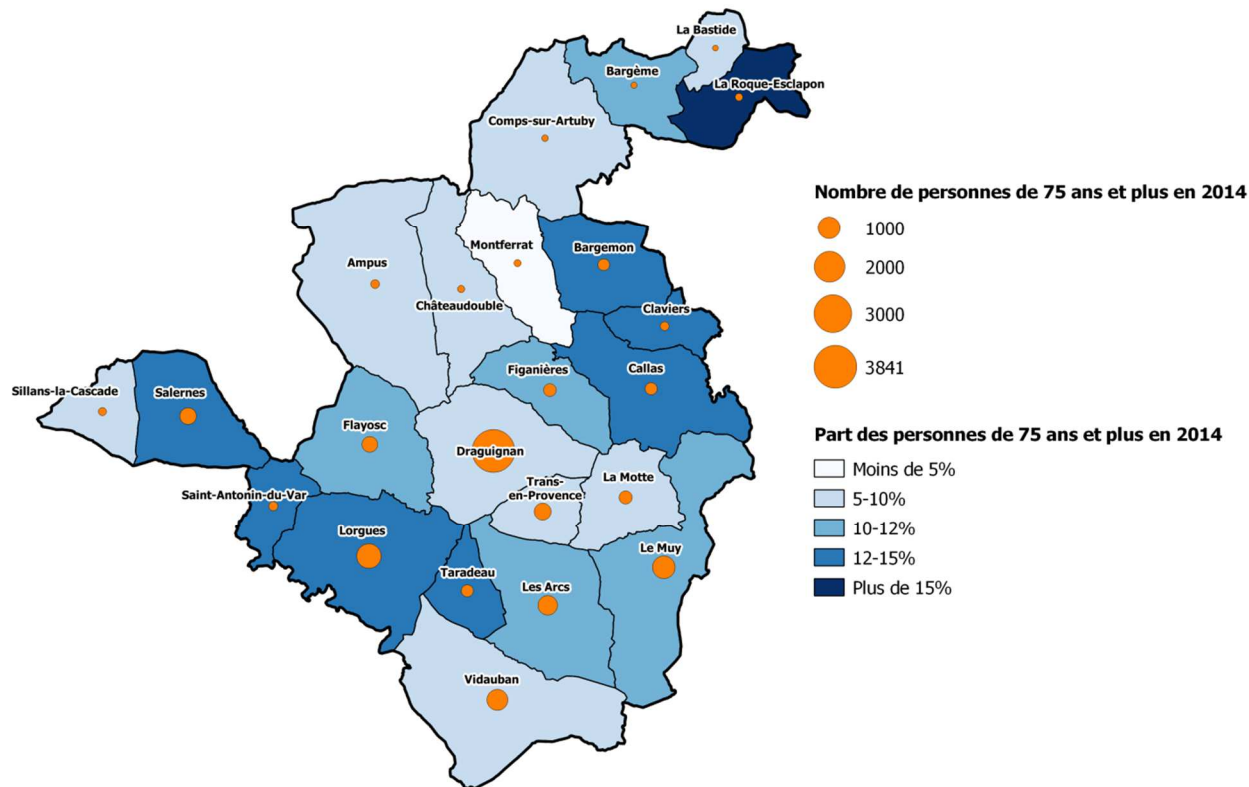 La Bastide
Bargème
La Roque-Esclapon
Comps-sur-Artuby
Nombre de personnes de 75 ans et plus en 2014
1000
2000
3000
3841
Montferrat
Bargemon
Ampus
Châteaudouble
Claviers
Figanières
Callas
Sillans-la-Cascade
Salernes
Flayosc
Draguignan
La Motte
Trans-
en-Provence
Saint-Antonin-du-Var
Lorgues
Le Muy
Taradeau
Les Arcs
Vidauban
Part des personnes de 75 ans et plus en 2014
Moins de 5%
5-10%
10-12%
12-15%
Plus de 15%